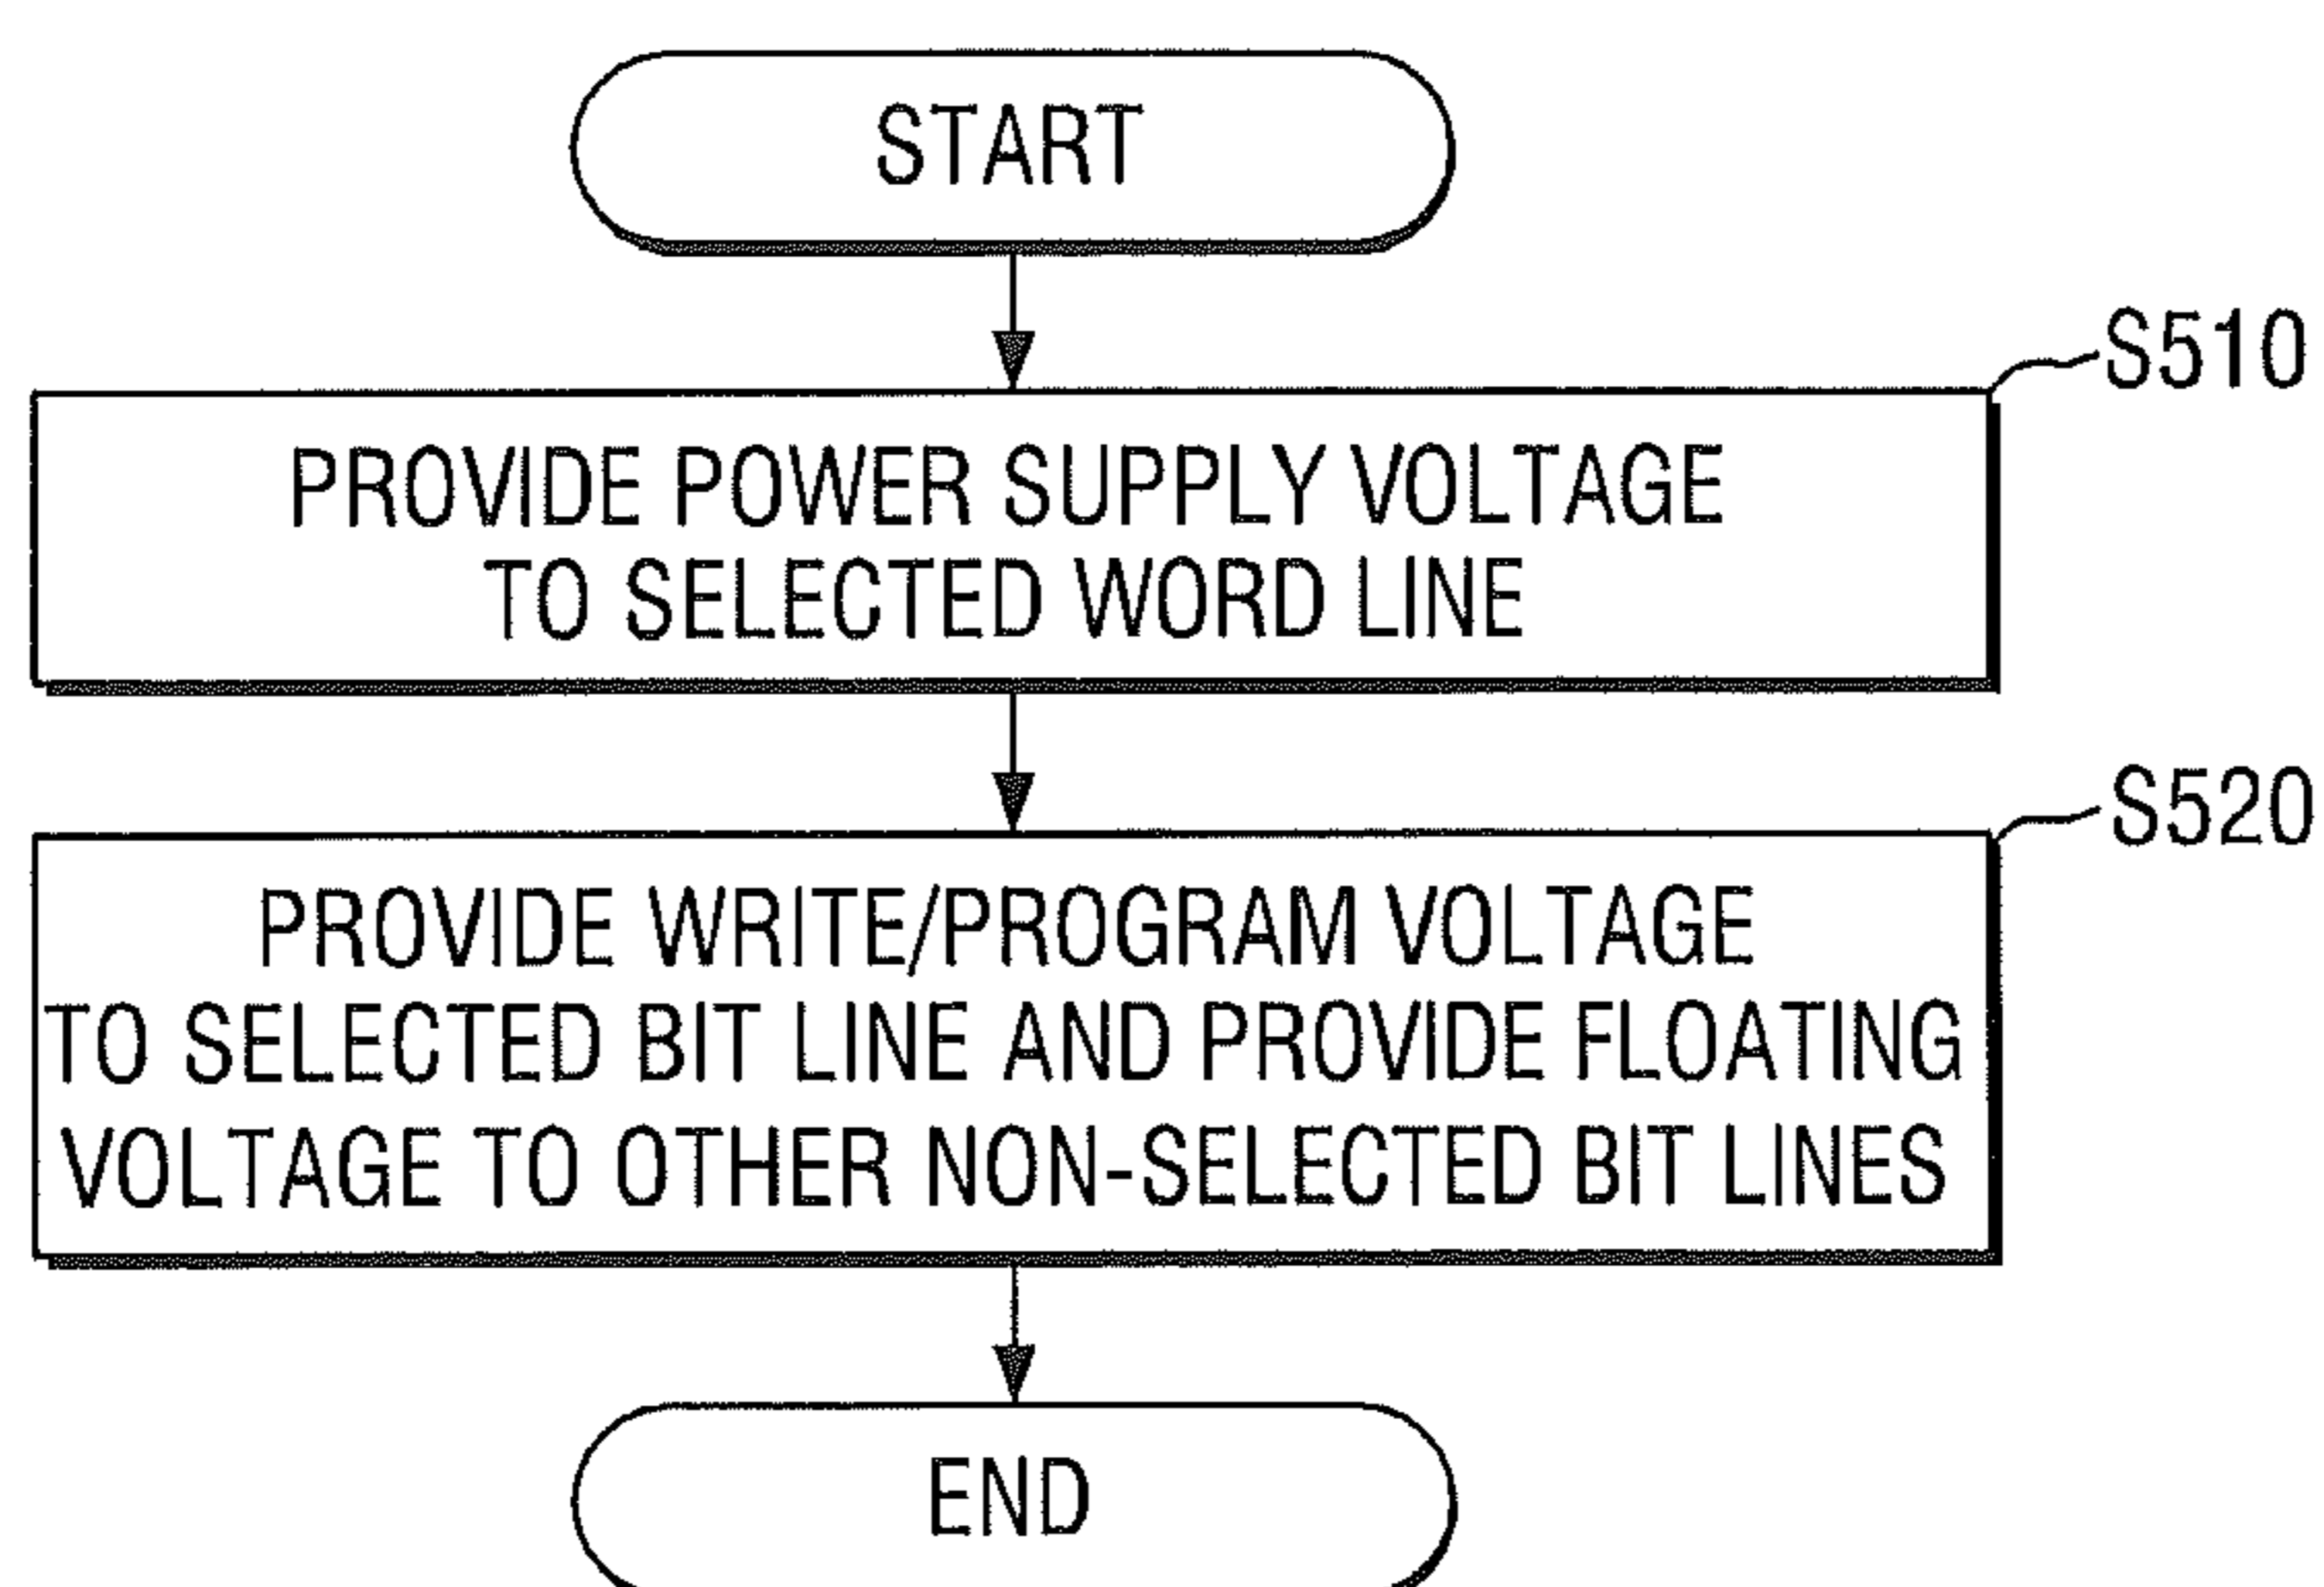 START
S510
PROVIDE POWER SUPPLY VOLTAGE
TO SELECTED WORD LINE
S520
PROVIDE WRITE/PROGRAM VOLTAGE
TO SELECTED BIT LINE AND PROVIDE FLOATING
VOLTAGE TO OTHER NON-SELECTED BIT LINES
END